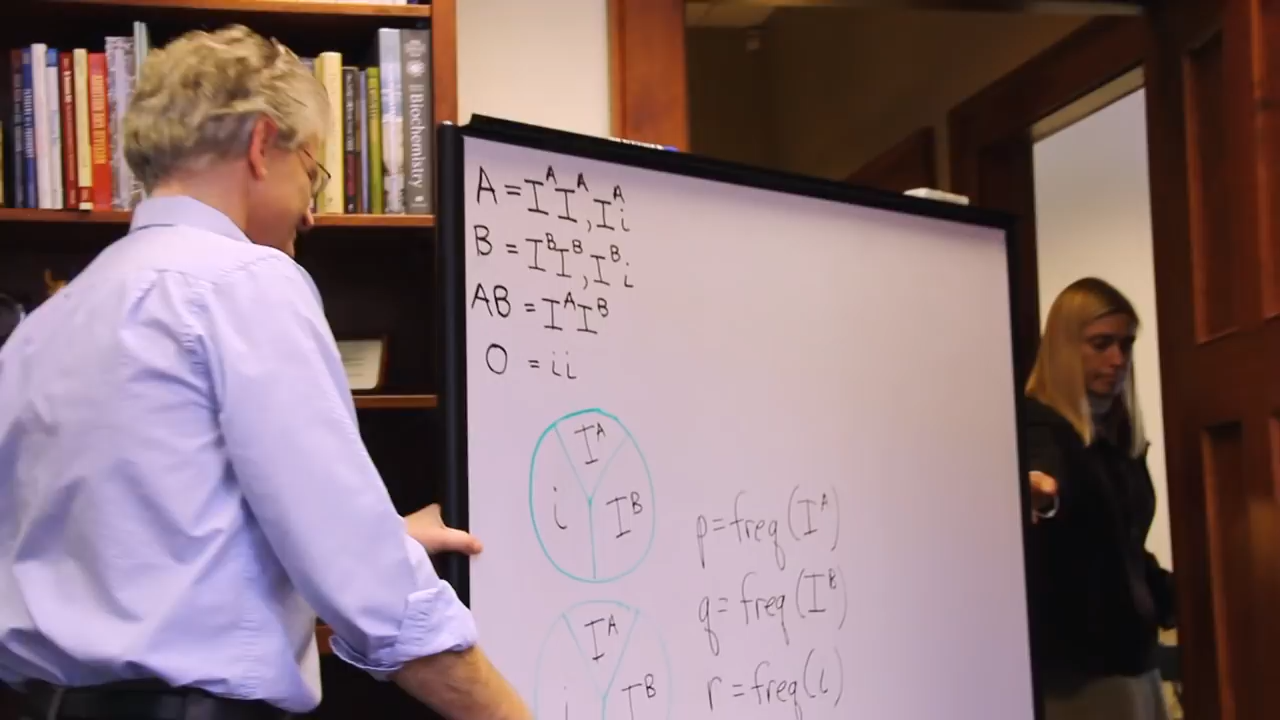 Biochemistry
A = IᴬIᴬ, Iᴬi
B = IᴮIᴮ, Iᴮi
AB = IᴬIᴮ
O = ii
Iᴬ
i
Iᴮ
p = freq(Iᴬ)
q = freq(Iᴮ)
r = freq(i)
Iᴬ
i
Iᴮ